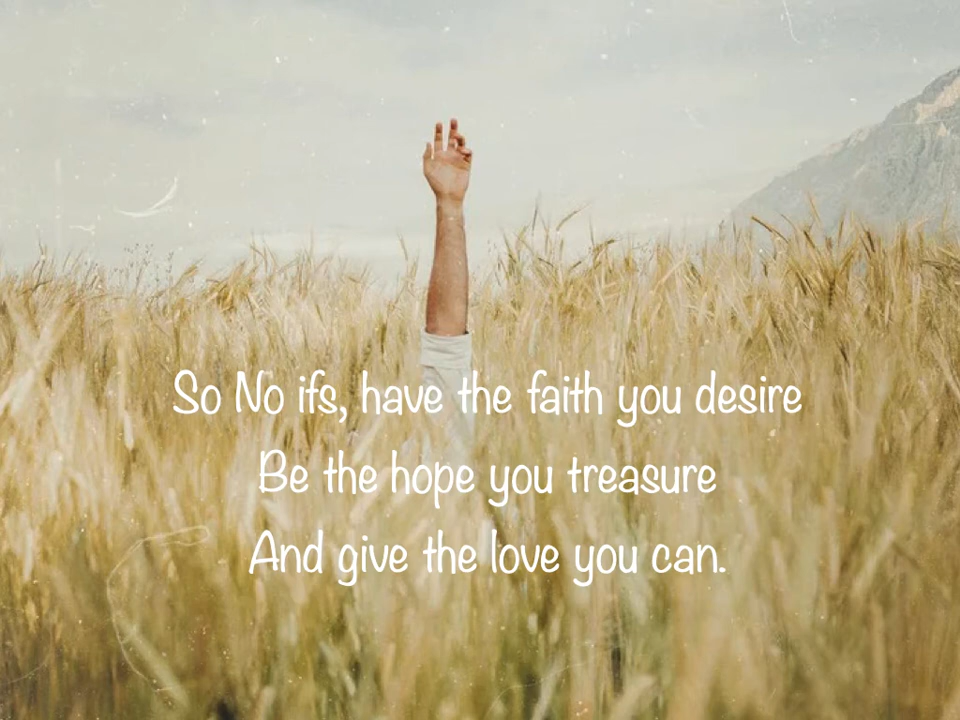 So No ifs, have the faith you desire
Be the hope you treasure
And give the love you can.